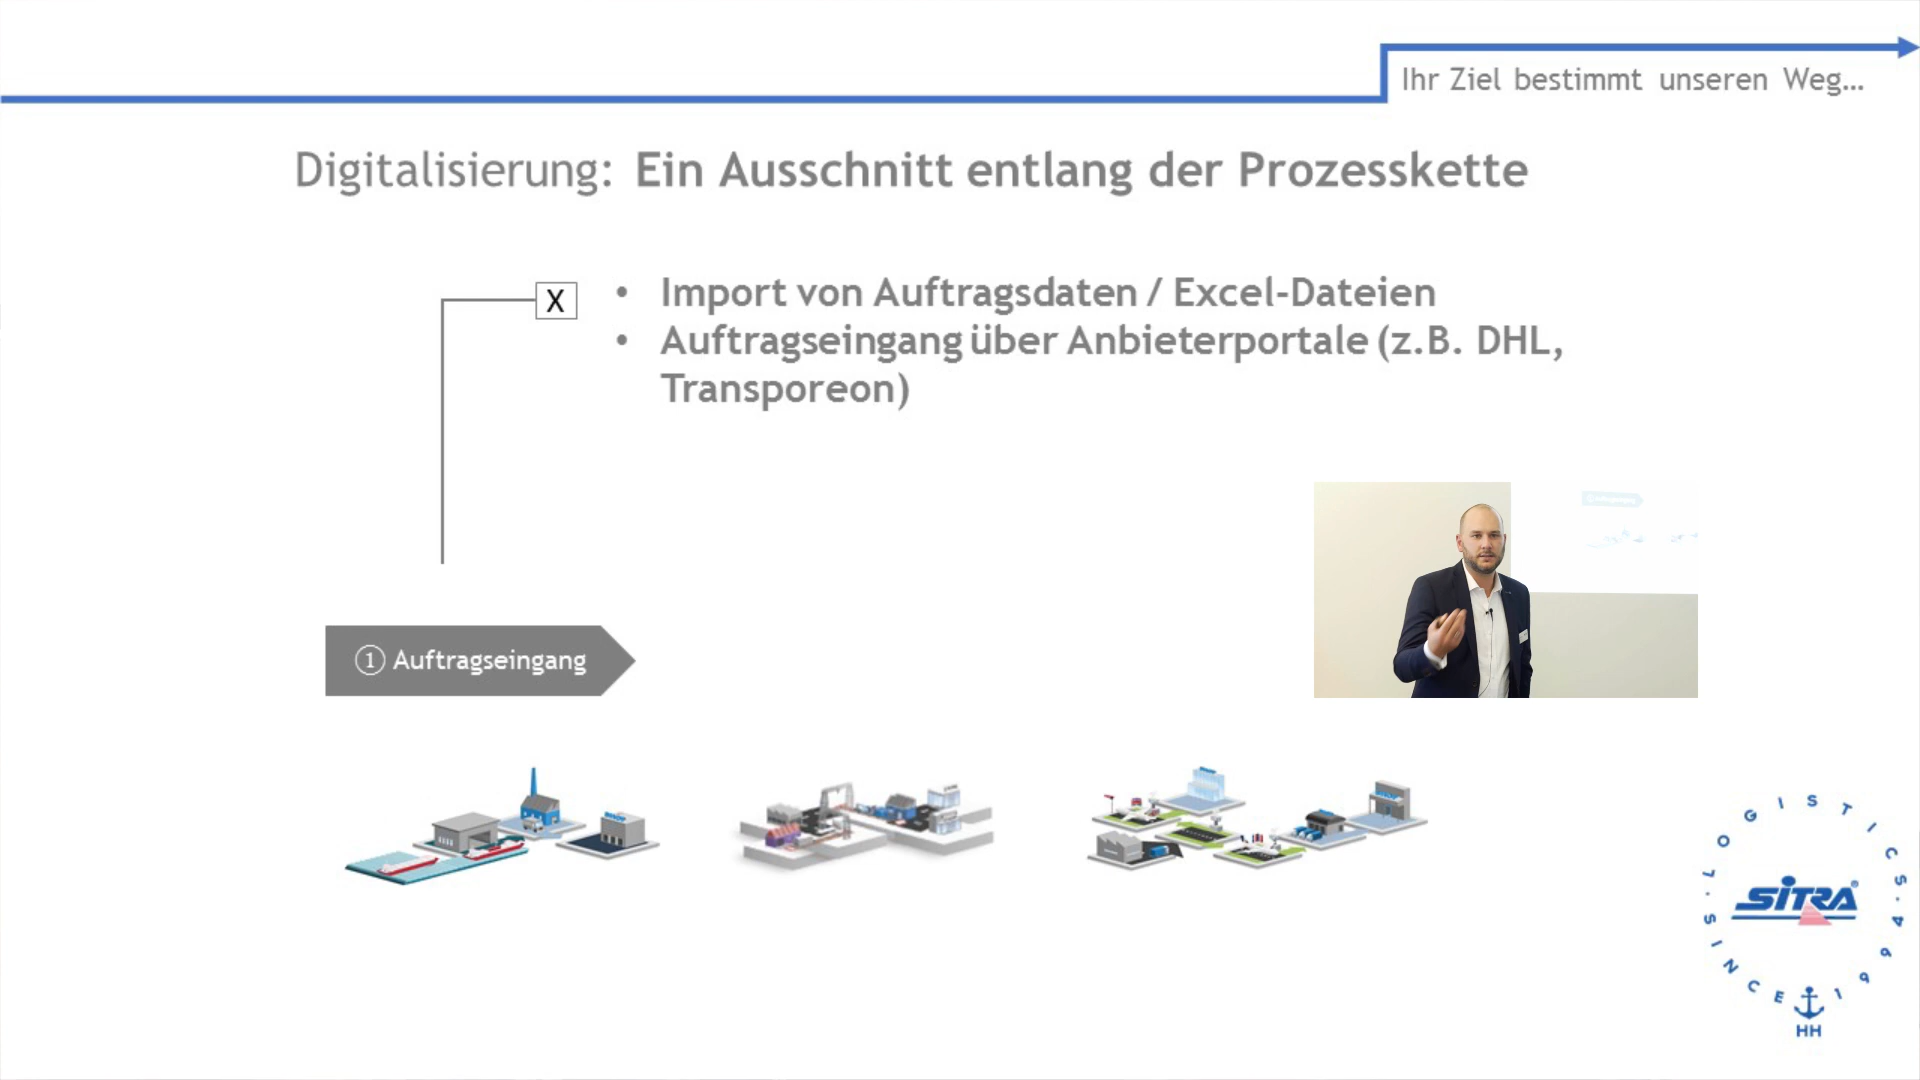 Ihr Ziel bestimmt unseren Weg...
Digitalisierung: Ein Ausschnitt entlang der Prozesskette
X
• Import von Auftragsdaten / Excel-Dateien
• Auftragseingang über Anbieterportale (z.B. DHL,
Transporeon)
① Auftragseingang
LOGISTICS
SITRA®
· SINCE 1994 ·
HH